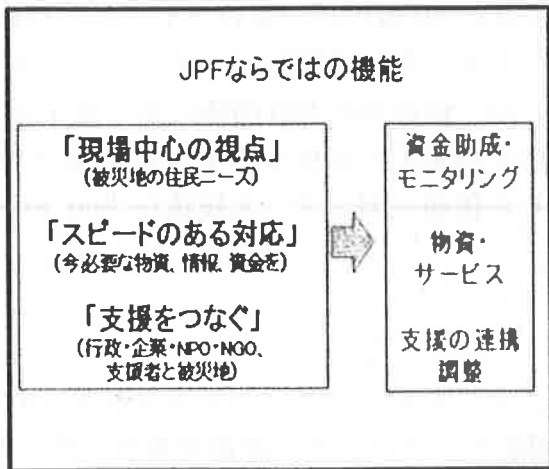 JPFならではの機能
「現場中心の視点」
(被災地の住民ニーズ)
「スピードのある対応」
(今必要な物資、情報、資金を)
「支援をつなぐ」
(行政・企業・NPO・NGO、
支援者と被災地)
資金助成・
モニタリング
物資・
サービス
支援の連携
調整